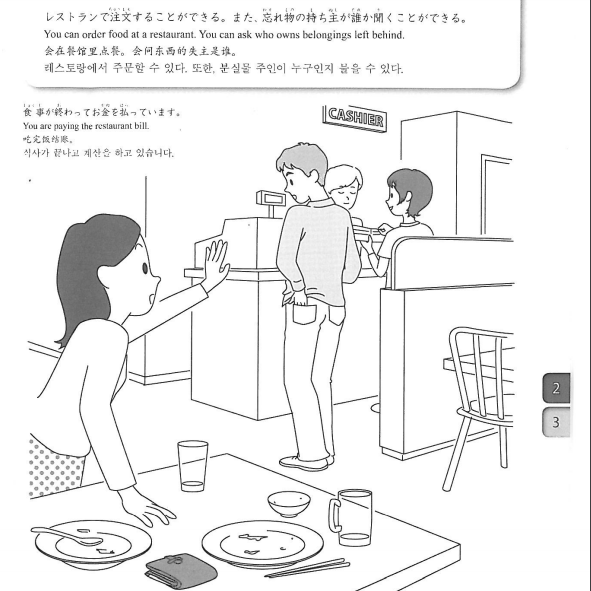 レストランで注文することができる。また、忘れ物の持ち主が誰か聞くことができる。
You can order food at a restaurant. You can ask who owns belongings left behind.
会在餐馆里点餐。会问东西的失主是谁。
레스토랑에서 주문할 수 있다. 또한, 분실물 주인이 누구인지 물을 수 있다.
食事が終わってお金を払っています。
You are paying the restaurant bill.
吃完饭结账。
식사가 끝나고 계산을 하고 있습니다.
CASHIER
2
3